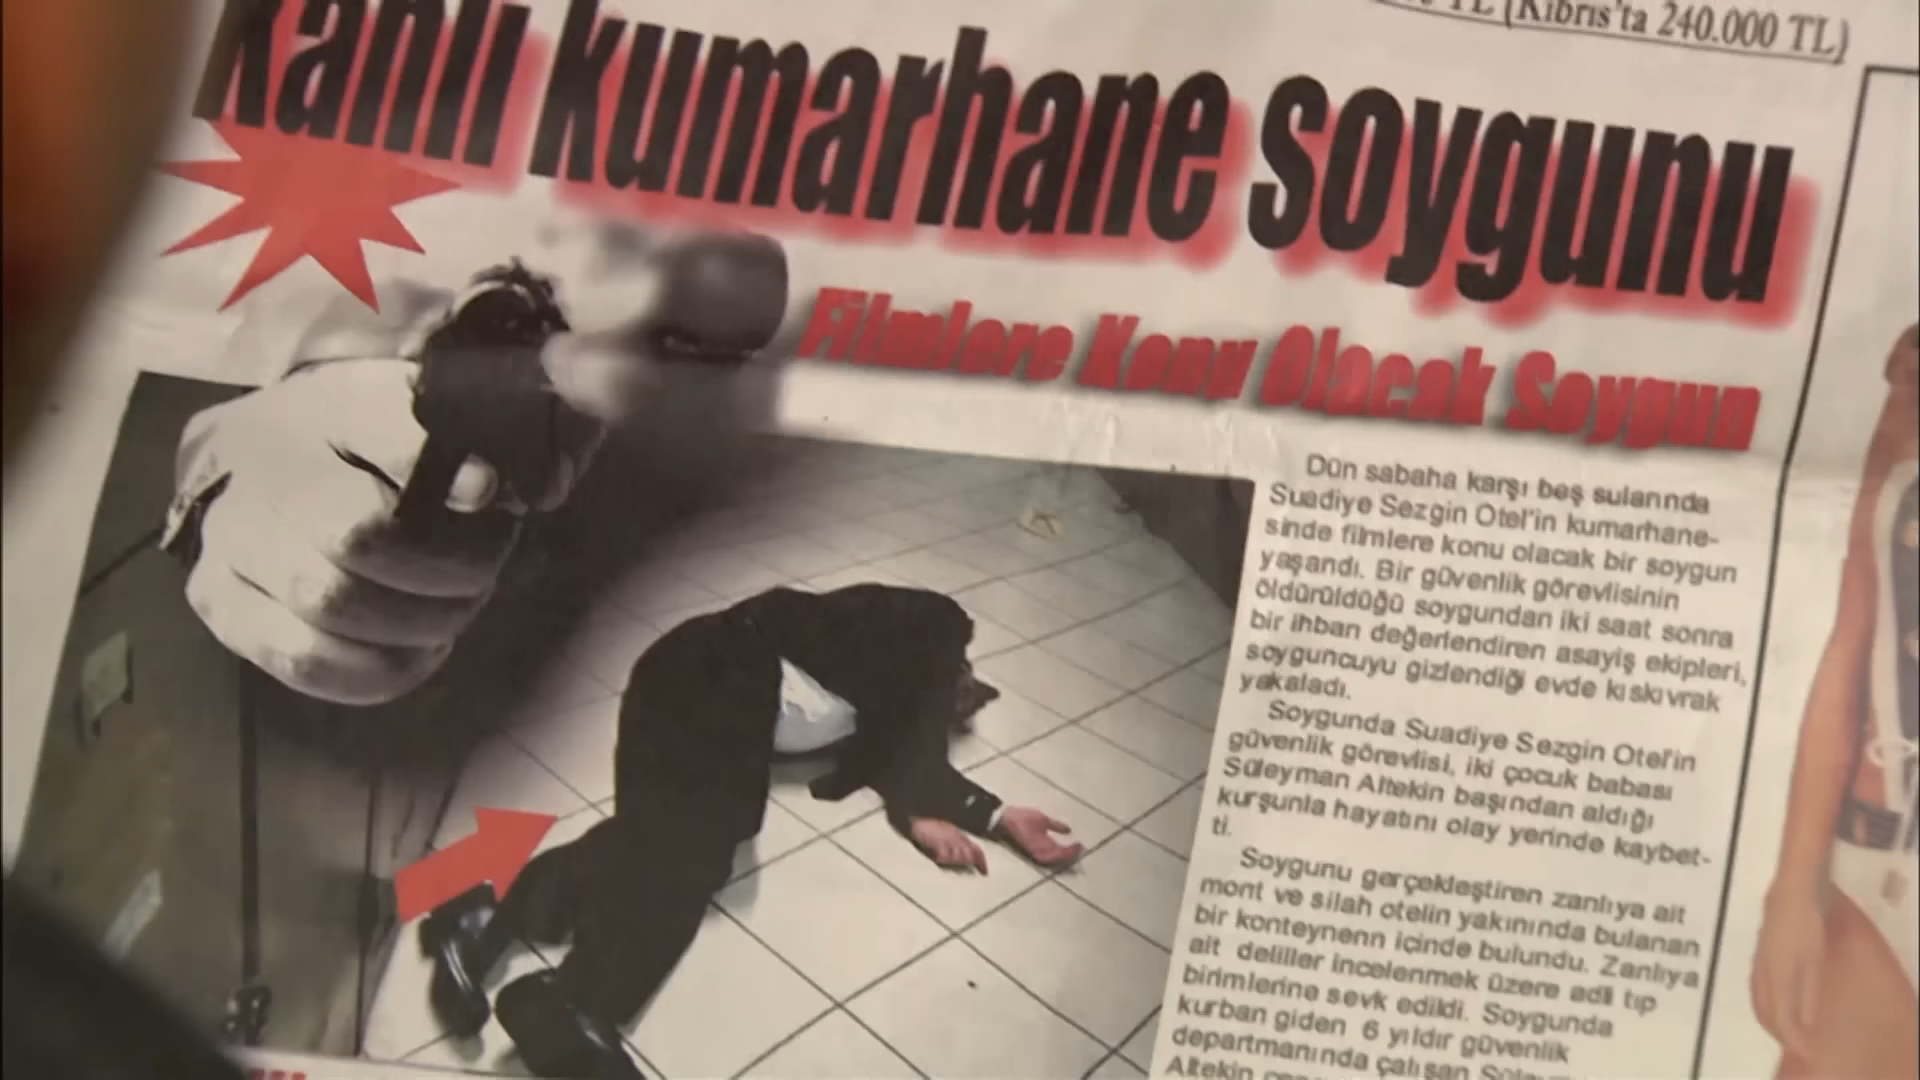 TL (Kıbrıs'ta 240.000 TL)
Kanlı kumarhane soygunu
Filmlere Konu Olacak Soygun
Dün sabaha karşı beş sularında
Suadiye Sezgin Otel'in kumarhane-
sinde filmlere konu olacak bir soygun
yaşandı. Bir güvenlik görevlisinin
öldürüldüğü soygundan iki saat sonra
bir ihbarı değerlendiren asayiş ekipleri,
soyguncuyu gizlendiği evde kıskıvrak
yakaladı.
Soygunda Suadiye Sezgin Otel'in
güvenlik görevlisi, iki çocuk babası
Süleyman Altekin başından aldığı
kurşunla hayatını olay yerinde kaybet-
ti.
Soygunu gerçekleştiren zanlıya ait
mont ve silah otelin yakınında bulanan
bir konteynerın içinde bulundu. Zanlıya
ait deliller incelenmek üzere adli tıp
birimlerine sevk edildi. Soygunda
kurban giden 6 yıldır güvenlik
departmanında çalışan
Altekin